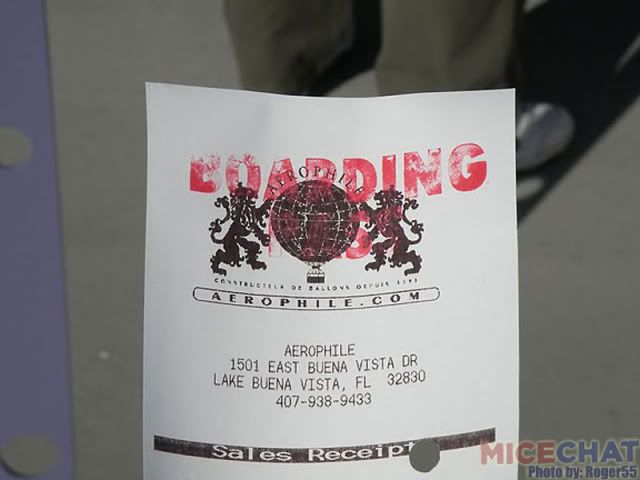 BOARDING
AEROPHILE
CONSTRUCTEUR DE BALLONS DEPUIS
AEROPHILE.COM
AEROPHILE
1501 EAST BUENA VISTA DR
LAKE BUENA VISTA, FL 32830
407-938-9433
Sales Receipt
MICECHAT
Photo by: Roger55